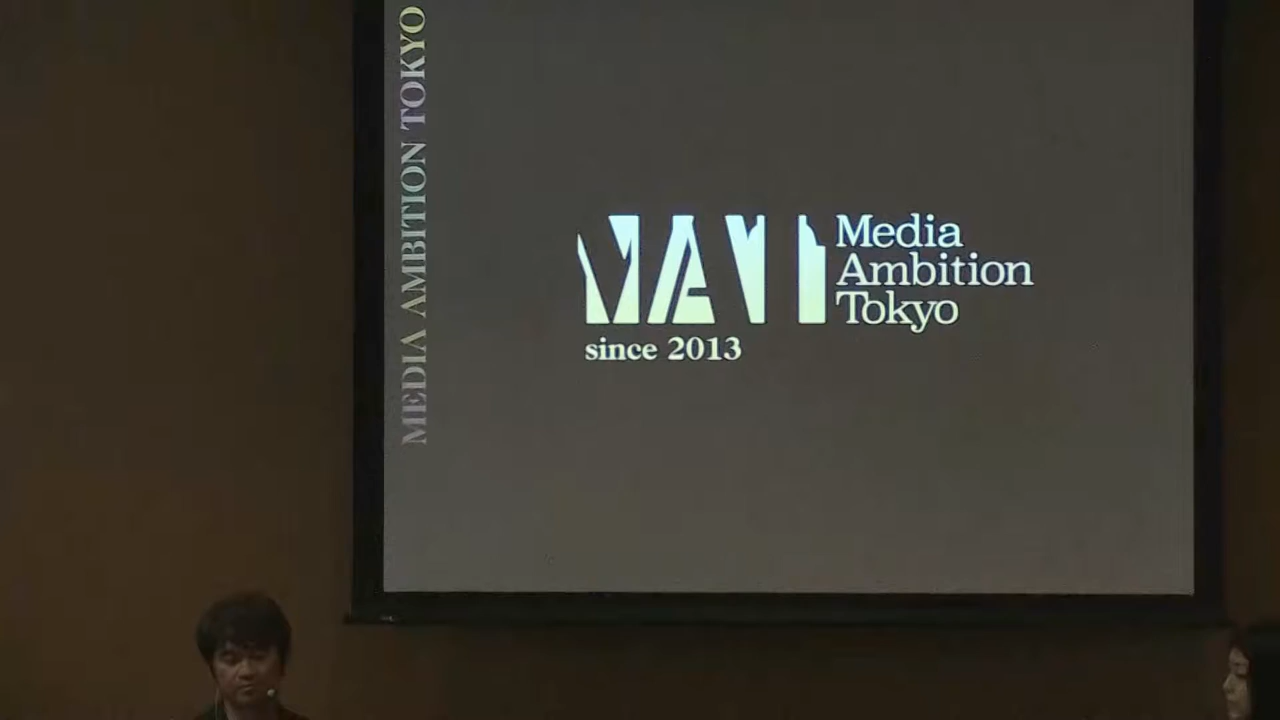 MEDIA AMBITION TOKYO
MAT
Media
Ambition
Tokyo
since 2013